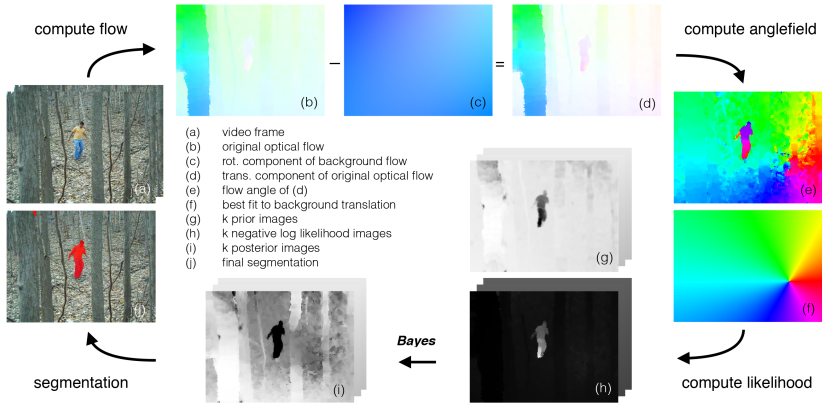 compute flow
compute anglefield
(b)
–
(c)
=
(d)
(a)
(a) video frame
(b) original optical flow
(c) rot. component of background flow
(d) trans. component of original optical flow
(e) flow angle of (d)
(f) best fit to background translation
(g) k prior images
(h) k negative log likelihood images
(i) k posterior images
(j) final segmentation
(e)
(g)
(j)
(f)
Bayes
(i)
(h)
segmentation
compute likelihood